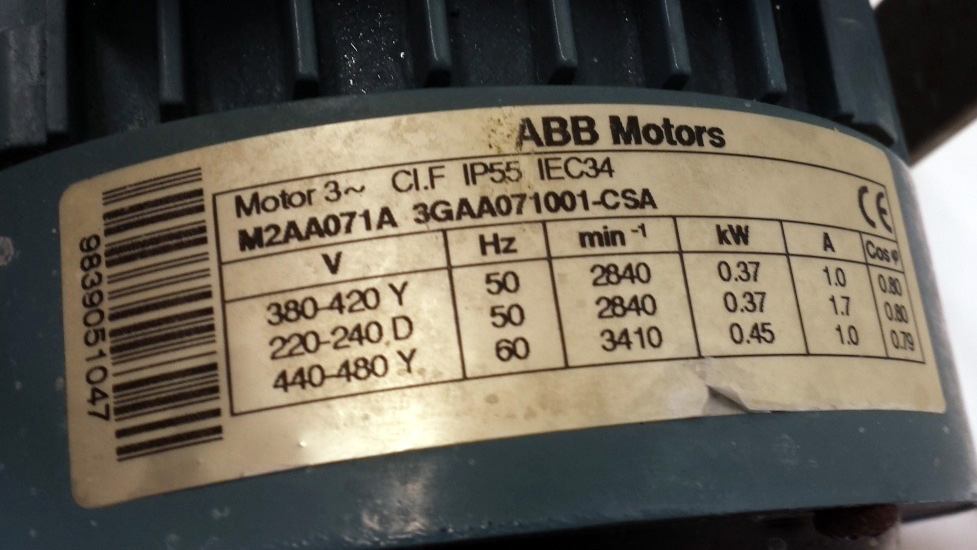 ABB Motors
Motor 3~ Cl.F IP55 IEC34
M2AA071A 3GAA071001-CSA
CE
V Hz min⁻¹ kW A Cos φ
380-420 Y 50 2840 0.37 1.0 0.80
220-240 D 50 2840 0.37 1.7 0.80
440-480 Y 60 3410 0.45 1.0 0.79
9839051047